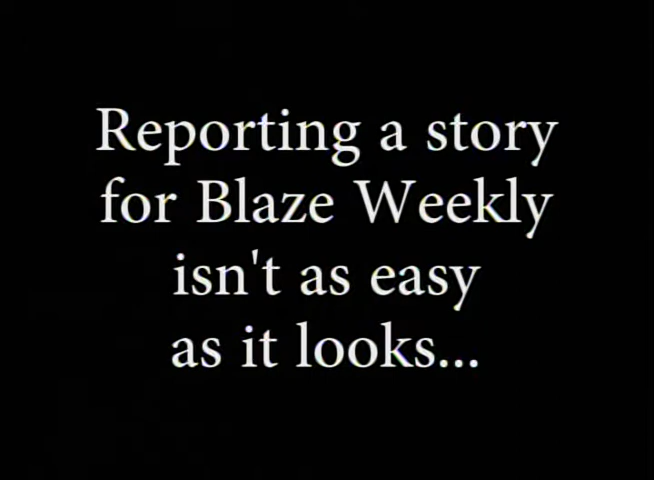 Reporting a story
for Blaze Weekly
isn't as easy
as it looks...